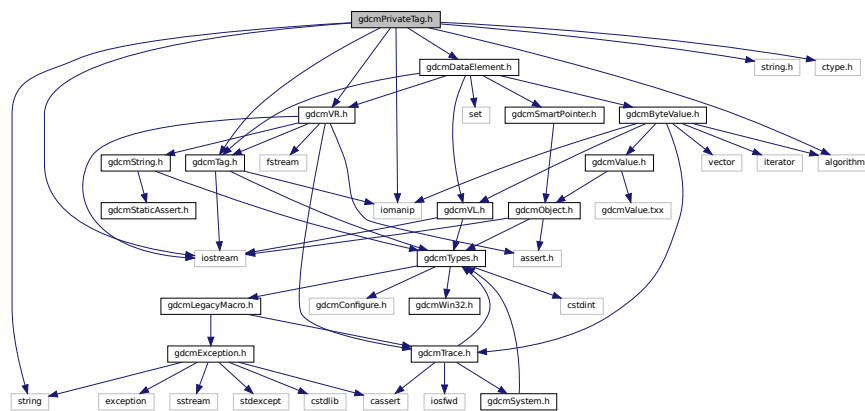 gdcmPrivateTag.h
gdcmDataElement.h
string.h
ctype.h
gdcmVR.h
set
gdcmSmartPointer.h
gdcmByteValue.h
gdcmString.h
gdcmTag.h
fstream
gdcmValue.h
vector
iterator
algorithm
gdcmStaticAssert.h
iomanip
gdcmVL.h
gdcmObject.h
gdcmValue.txx
iostream
gdcmTypes.h
assert.h
gdcmLegacyMacro.h
gdcmConfigure.h
gdcmWin32.h
cstdint
gdcmException.h
gdcmTrace.h
string
exception
sstream
stdexcept
cstdlib
cassert
iosfwd
gdcmSystem.h